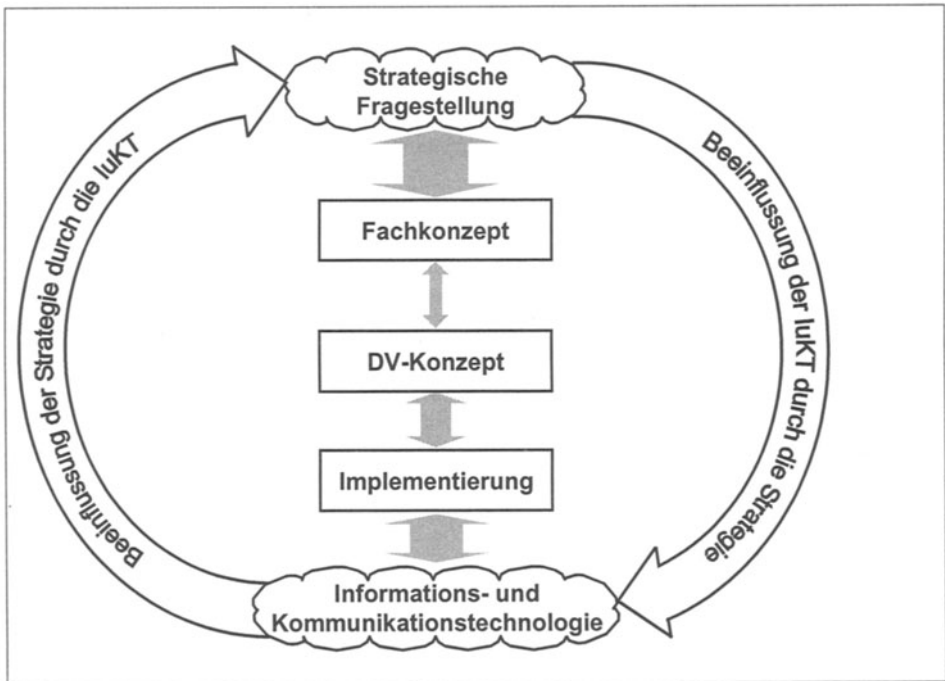 Strategische
Fragestellung
Beeinflussung der Strategie durch die IuKT
Beeinflussung der IuKT durch die Strategie
Fachkonzept
DV-Konzept
Implementierung
Informations- und
Kommunikationstechnologie